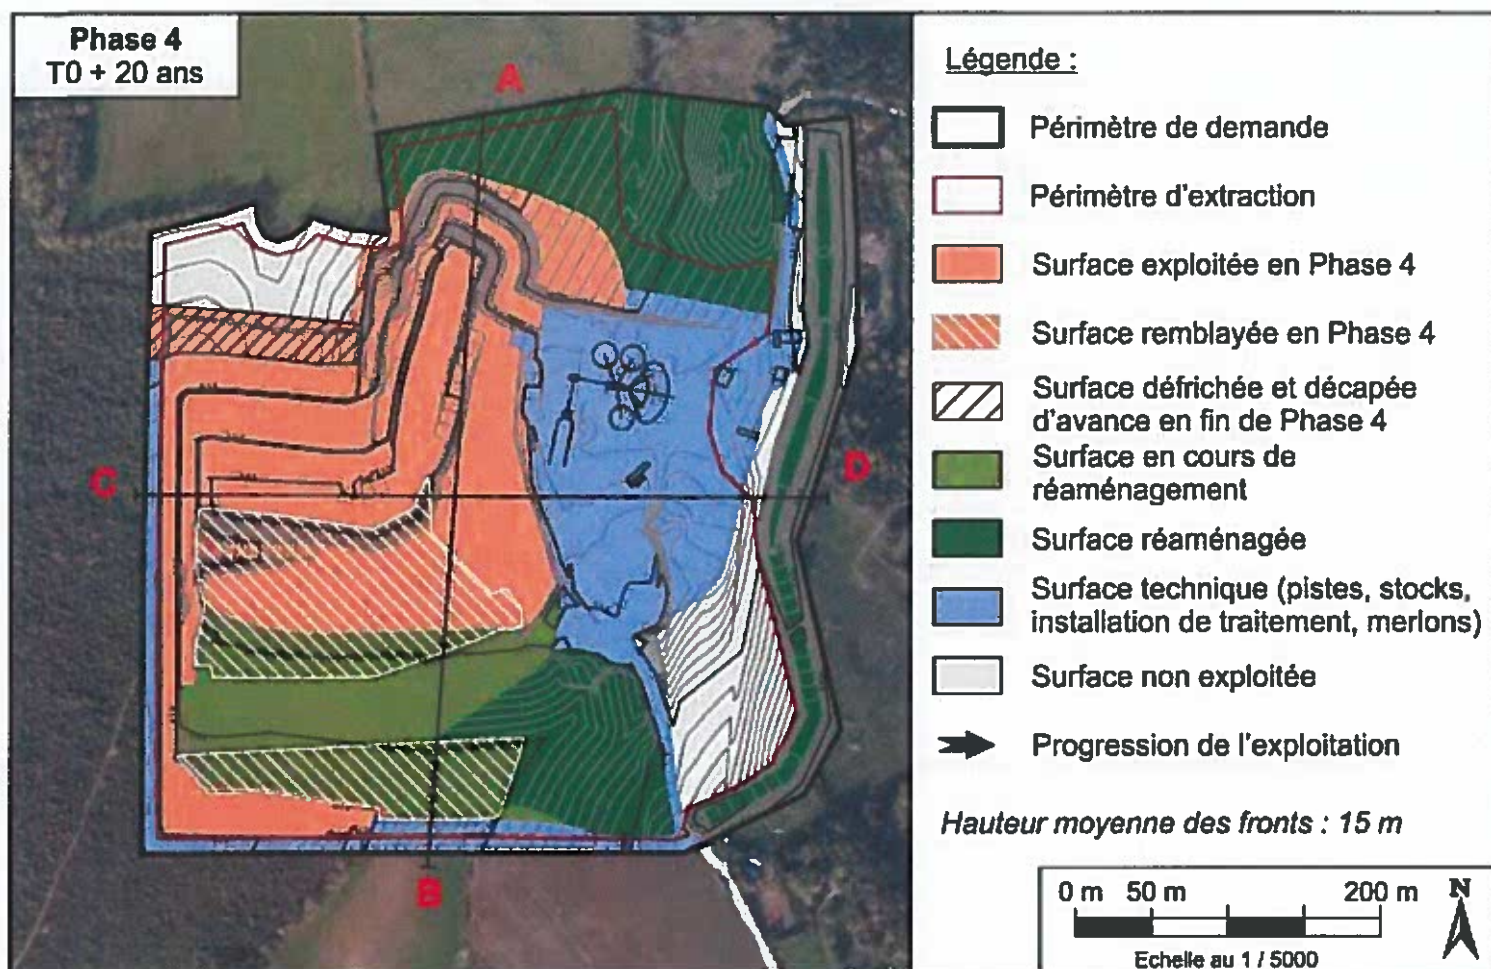 Phase 4
T0 + 20 ans
A
C
D
B
Légende :
Périmètre de demande
Périmètre d'extraction
Surface exploitée en Phase 4
Surface remblayée en Phase 4
Surface défrichée et décapée
d'avance en fin de Phase 4
Surface en cours de
réaménagement
Surface réaménagée
Surface technique (pistes, stocks,
installation de traitement, merlons)
Surface non exploitée
Progression de l'exploitation
Hauteur moyenne des fronts : 15 m
0 m 50 m 200 m N
Echelle au 1 / 5000